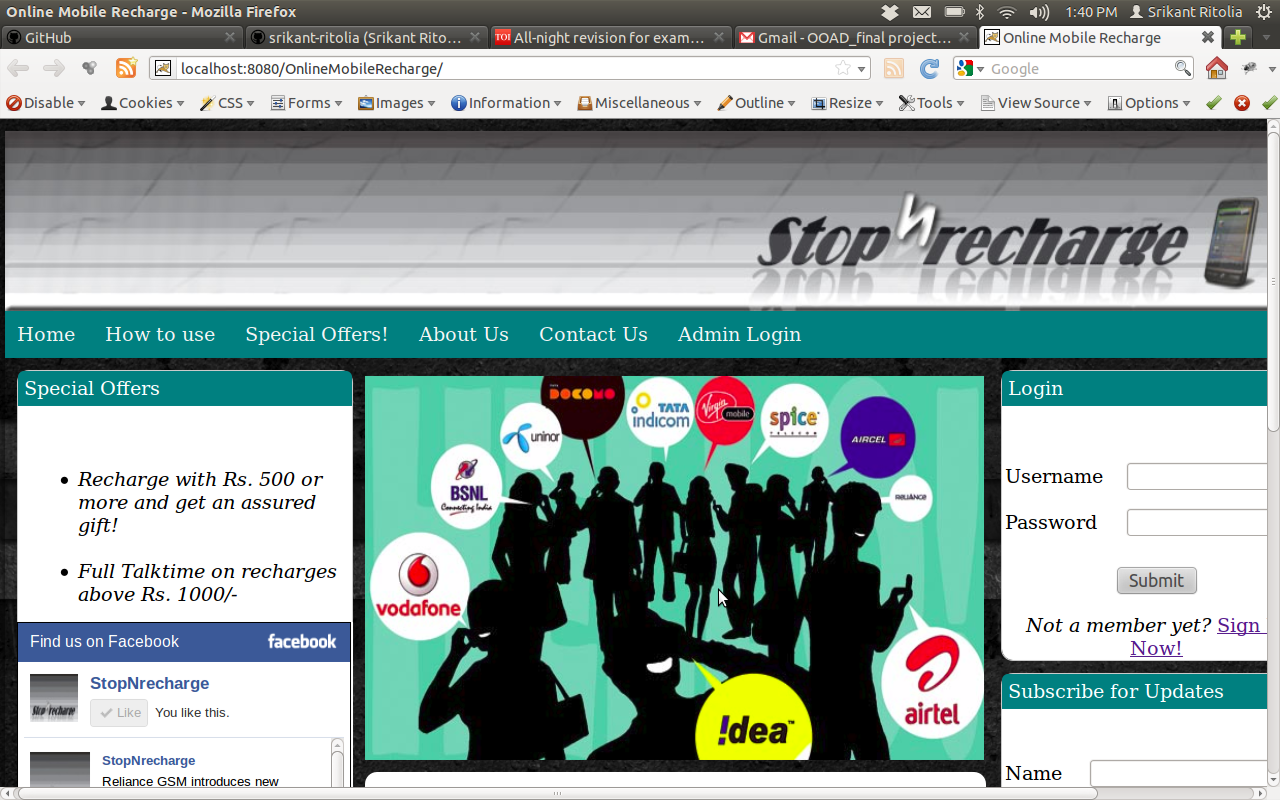 Online Mobile Recharge - Mozilla Firefox
1:40 PM Srikant Ritolia
GitHub
srikant-ritolia (Srikant Rito...
TOI All-night revision for exam...
Gmail - OOAD_final project...
Online Mobile Recharge
localhost:8080/OnlineMobileRecharge/
Google
Disable Cookies CSS Forms Images Information Miscellaneous Outline Resize Tools View Source Options
Stop n recharge
Home How to use Special Offers! About Us Contact Us Admin Login
Special Offers
Recharge with Rs. 500 or
more and get an assured
gift!
Full Talktime on recharges
above Rs. 1000/-
Find us on Facebook facebook
StopNrecharge
Like You like this.
StopNrecharge
Reliance GSM introduces new
TATA
DOCOMO
TATA
indicom
Virgin
mobile
spice
TELECOM
AIRCEL
uninor
BSNL
Connecting India
RELIANCE
vodafone
airtel
!dea™
Login
Username
Password
Submit
Not a member yet? Sign
Now!
Subscribe for Updates
Name